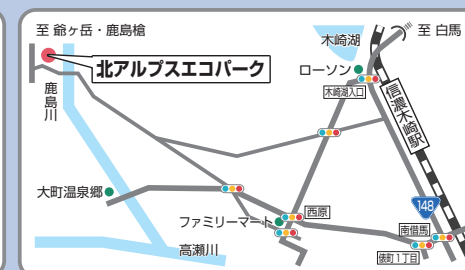 至 爺ヶ岳・鹿島槍
木崎湖
至 白馬
北アルプスエコパーク
ローソン
木崎湖入口
鹿島川
信濃木崎駅
大町温泉郷
西原
148
ファミリーマート
南借馬
高瀬川
俵町1丁目